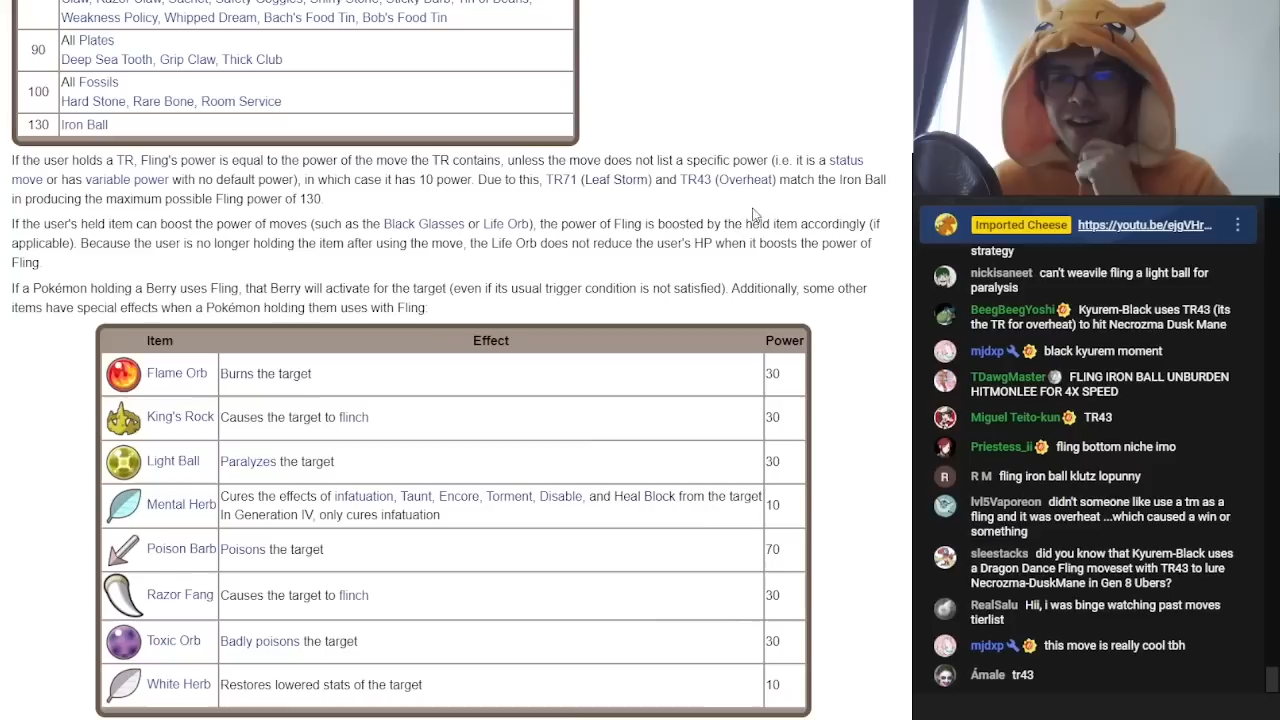 Claw, Razor Claw, Sachet, Safety Goggles, Shiny Stone, Sticky Barb, Tin of Beans,
Weakness Policy, Whipped Dream, Bach's Food Tin, Bob's Food Tin
90
All Plates
Deep Sea Tooth, Grip Claw, Thick Club
100
All Fossils
Hard Stone, Rare Bone, Room Service
130 Iron Ball
If the user holds a TR, Fling's power is equal to the power of the move the TR contains, unless the move does not list a specific power (i.e. it is a status
move or has variable power with no default power), in which case it has 10 power. Due to this, TR71 (Leaf Storm) and TR43 (Overheat) match the Iron Ball
in producing the maximum possible Fling power of 130.
If the user's held item can boost the power of moves (such as the Black Glasses or Life Orb), the power of Fling is boosted by the held item accordingly (if
applicable). Because the user is no longer holding the item after using the move, the Life Orb does not reduce the user's HP when it boosts the power of
Fling.
If a Pokémon holding a Berry uses Fling, that Berry will activate for the target (even if its usual trigger condition is not satisfied). Additionally, some other
items have special effects when a Pokémon holding them uses with Fling:
Item Effect Power
Flame Orb Burns the target 30
King's Rock Causes the target to flinch 30
Light Ball Paralyzes the target 30
Mental Herb Cures the effects of infatuation, Taunt, Encore, Torment, Disable, and Heal Block from the target 10
In Generation IV, only cures infatuation
Poison Barb Poisons the target 70
Razor Fang Causes the target to flinch 30
Toxic Orb Badly poisons the target 30
White Herb Restores lowered stats of the target 10
Imported Cheese https://youtu.be/ejgVHr...
strategy
nickisaneet can't weavile fling a light ball for
paralysis
BeegBeegYoshi Kyurem-Black uses TR43 (its
the TR for overheat) to hit Necrozma Dusk Mane
mjdxp black kyurem moment
TDawgMaster FLING IRON BALL UNBURDEN
HITMONLEE FOR 4X SPEED
Miguel Teito-kun TR43
Priestess_ii fling bottom niche imo
R
R M fling iron ball klutz lopunny
lvl5Vaporeon didn't someone like use a tm as a
fling and it was overheat ...which caused a win or
something
sleestacks did you know that Kyurem-Black uses
a Dragon Dance Fling moveset with TR43 to lure
Necrozma-DuskMane in Gen 8 Ubers?
RealSalu Hii, i was binge watching past moves
tierlist
mjdxp this move is really cool tbh
Ámale tr43